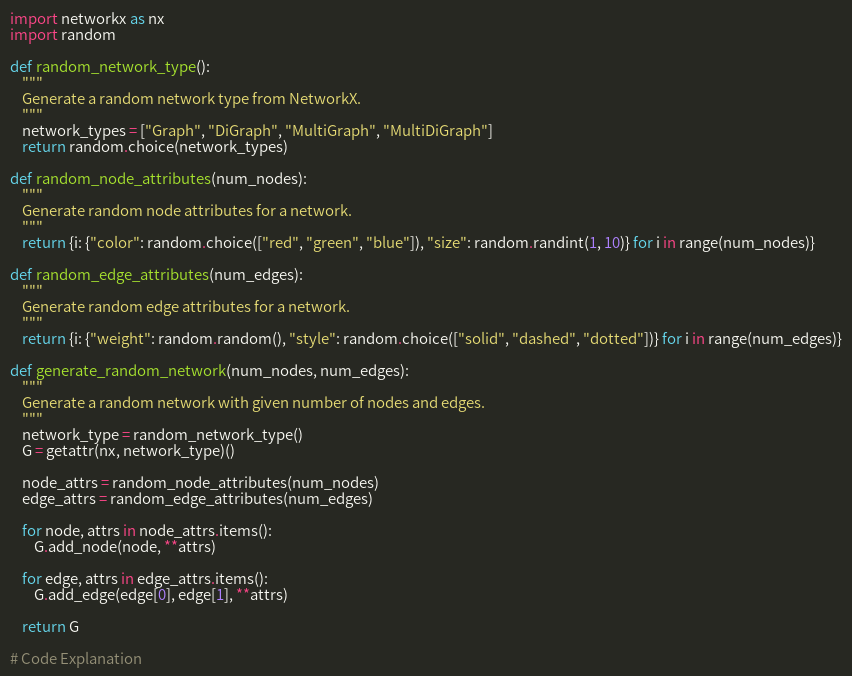 import networkx as nx
import random
def random_network_type():
"""
Generate a random network type from NetworkX.
"""
network_types = ["Graph", "DiGraph", "MultiGraph", "MultiDiGraph"]
return random.choice(network_types)
def random_node_attributes(num_nodes):
"""
Generate random node attributes for a network.
"""
return {i: {"color": random.choice(["red", "green", "blue"]), "size": random.randint(1, 10)} for i in range(num_nodes)}
def random_edge_attributes(num_edges):
"""
Generate random edge attributes for a network.
"""
return {i: {"weight": random.random(), "style": random.choice(["solid", "dashed", "dotted"])} for i in range(num_edges)}
def generate_random_network(num_nodes, num_edges):
"""
Generate a random network with given number of nodes and edges.
"""
network_type = random_network_type()
G = getattr(nx, network_type)()
node_attrs = random_node_attributes(num_nodes)
edge_attrs = random_edge_attributes(num_edges)
for node, attrs in node_attrs.items():
G.add_node(node, **attrs)
for edge, attrs in edge_attrs.items():
G.add_edge(edge[0], edge[1], **attrs)
return G
# Code Explanation